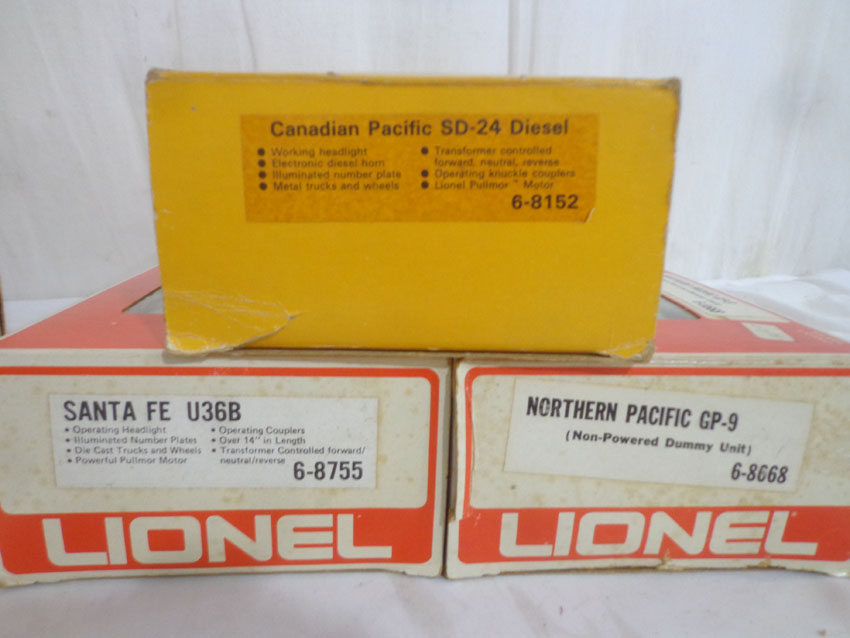 Canadian Pacific SD-24 Diesel
• Working headlight
• Electronic diesel horn
• Illuminated number plate
• Metal trucks and wheels
• Transformer controlled
forward, neutral, reverse
• Operating knuckle couplers
• Lionel Pullmor™ Motor
6-8152
SANTA FE U36B
• Operating Headlight
• Illuminated Number Plates
• Die Cast Trucks and Wheels
• Powerful Pullmor Motor
• Operating Couplers
• Over 14" in Length
• Transformer Controlled forward/
neutral/reverse
6-8755
LIONEL
NORTHERN PACIFIC GP-9
(Non-Powered Dummy Unit)
6-8668
LIONEL